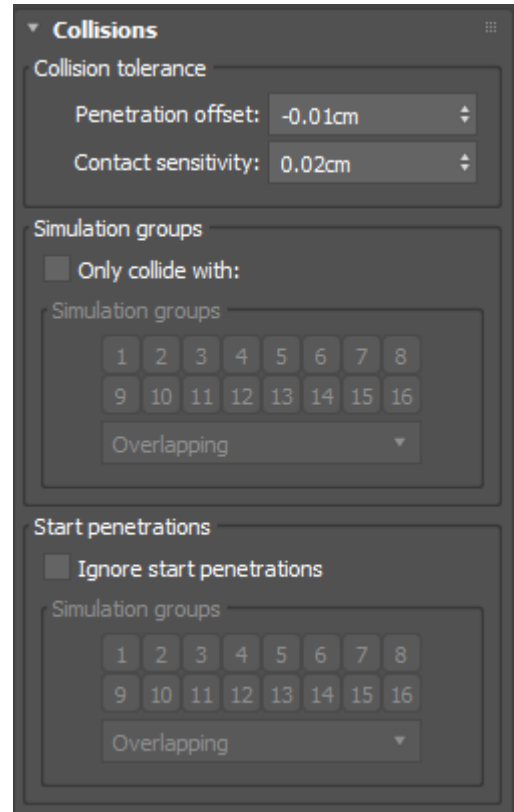 Collisions
Collision tolerance
Penetration offset: -0.01cm
Contact sensitivity: 0.02cm
Simulation groups
Only collide with:
Simulation groups
1 2 3 4 5 6 7 8
9 10 11 12 13 14 15 16
Overlapping
Start penetrations
Ignore start penetrations
Simulation groups
1 2 3 4 5 6 7 8
9 10 11 12 13 14 15 16
Overlapping